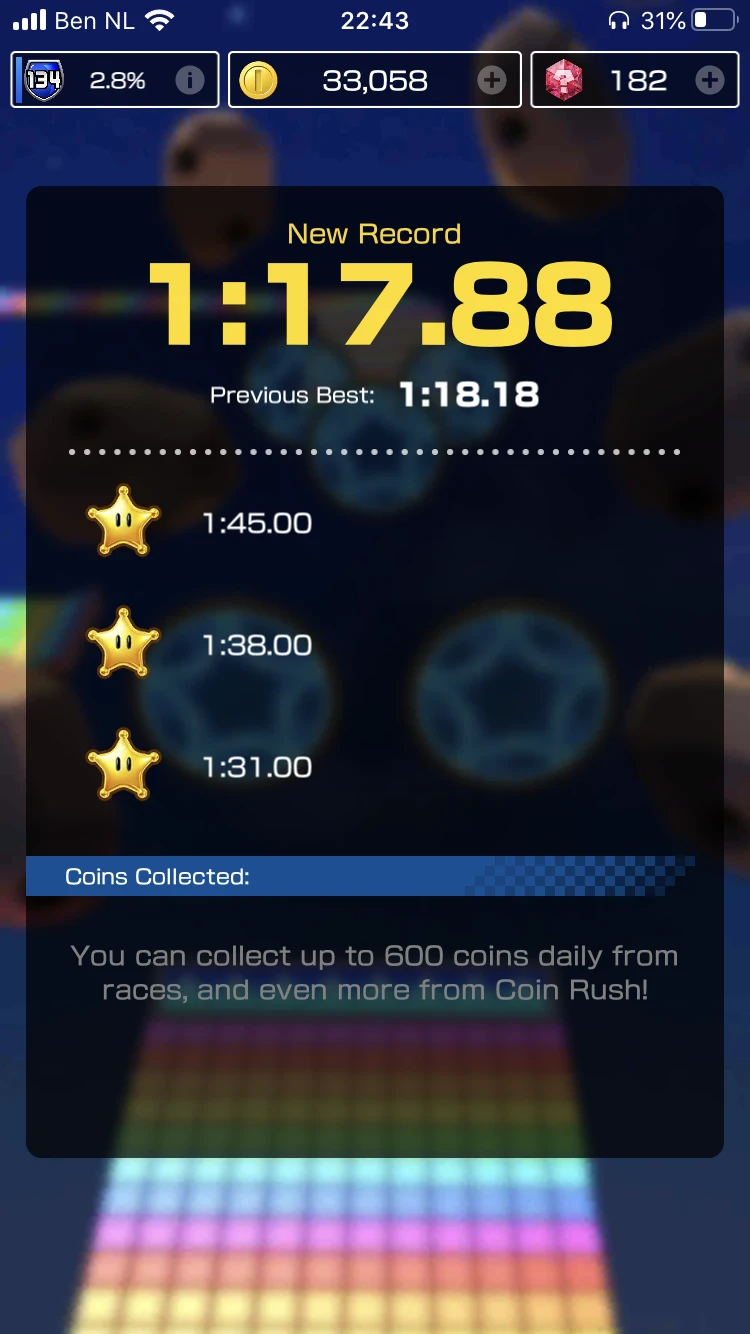 Ben NL 22:43 31%
134 2.8% i 33,058 + ? 182 +
New Record
1:17.88
Previous Best: 1:18.18
1:45.00
1:38.00
1:31.00
Coins Collected:
You can collect up to 600 coins daily from
races, and even more from Coin Rush!